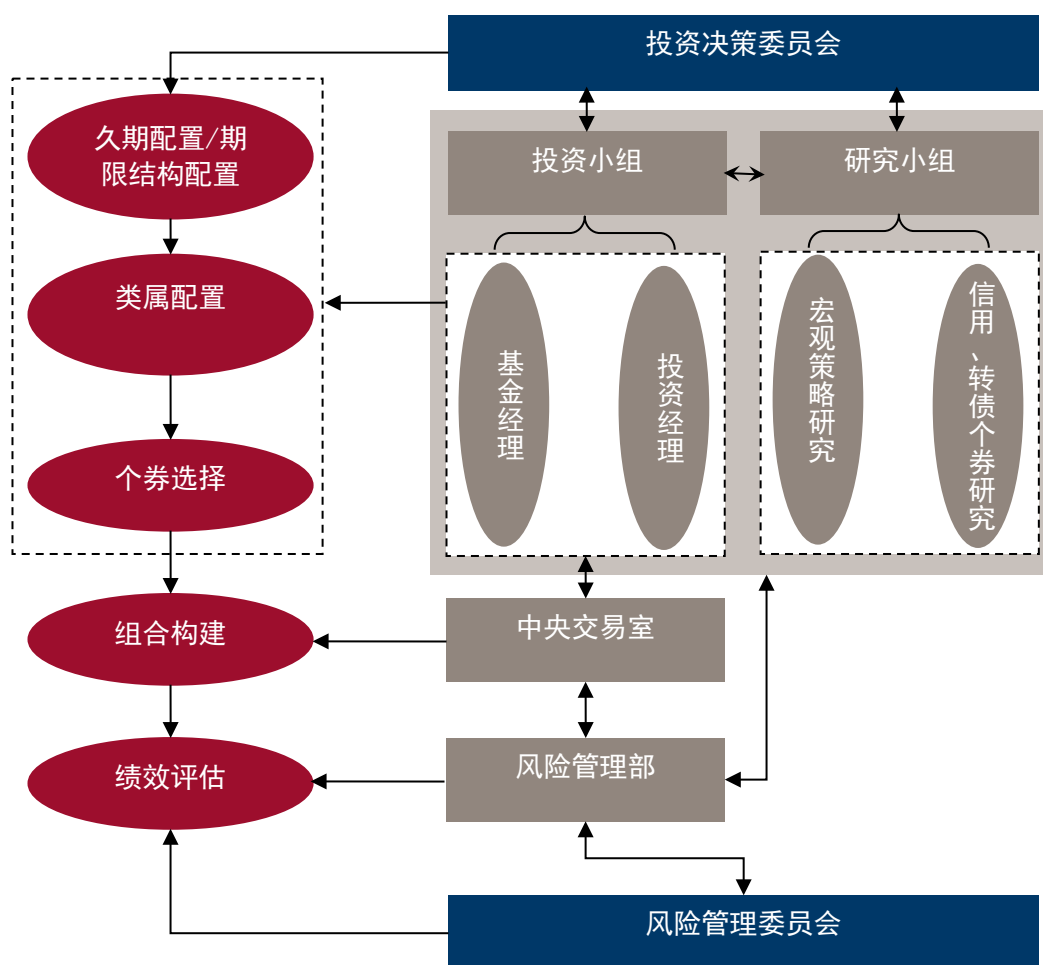 投资决策委员会
久期配置/期
限结构配置
投资小组
研究小组
类属配置
基金经理
投资经理
宏观策略研究
信用、转债个券研究
个券选择
组合构建
中央交易室
绩效评估
风险管理部
风险管理委员会